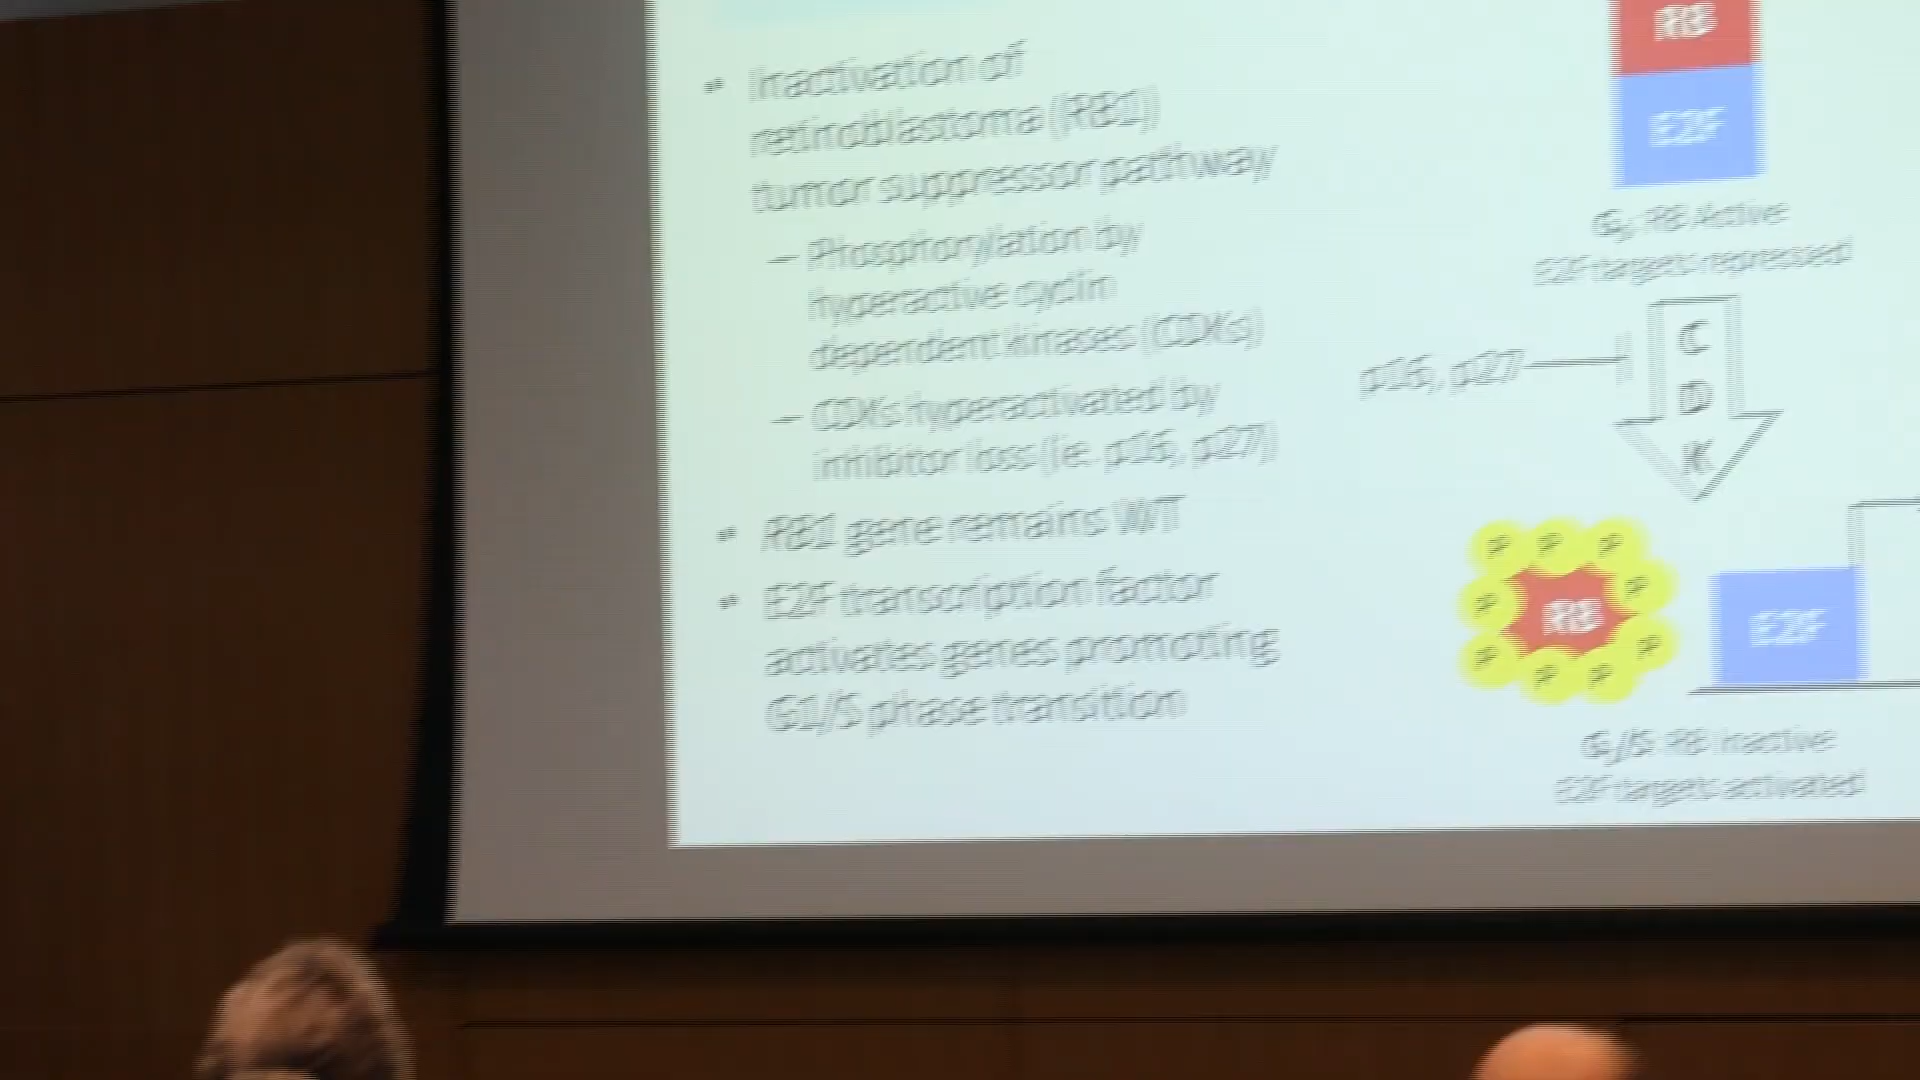 • Inactivation of
retinoblastoma (RB1)
tumor suppressor pathway
– Phosphorylation by
hyperactive cyclin
dependent kinases (CDKs)
– CDKs hyperactivated by
inhibitor loss (ie. p16, p27)
• RB1 gene remains WT
• E2F transcription factor
activates genes promoting
G1/S phase transition
RB
E2F
RB Active
E2F targets repressed
p16, p27
C
D
K
P P P
P P
RB
E2F
P P
P P
G₁/S: RB Inactive
E2F targets activated